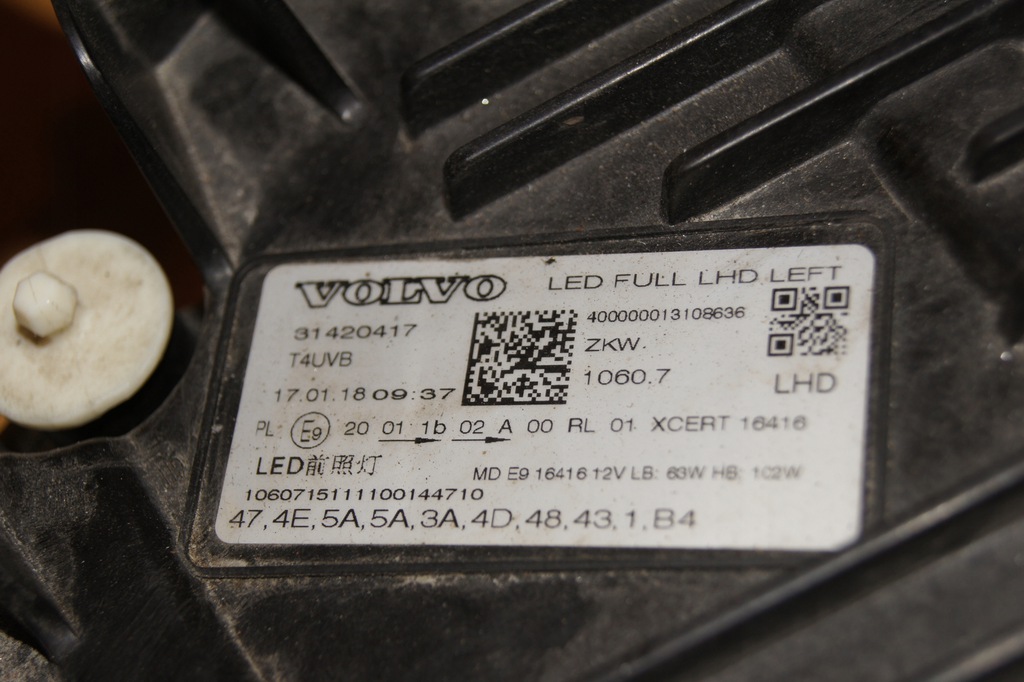 VOLVO LED FULL LHD LEFT
31420417 400000013108636
T4UVB ZKW. LHD
17.01.18 09:37 1060.7
PL E9 20 01 1b 02 A 00 RL 01 XCERT 16416
LED前照灯 MD E9 16416 12V LB: 63W HB: 102W
1060715111100144710
47,4E,5A,5A,3A,4D,48,43,1,B4